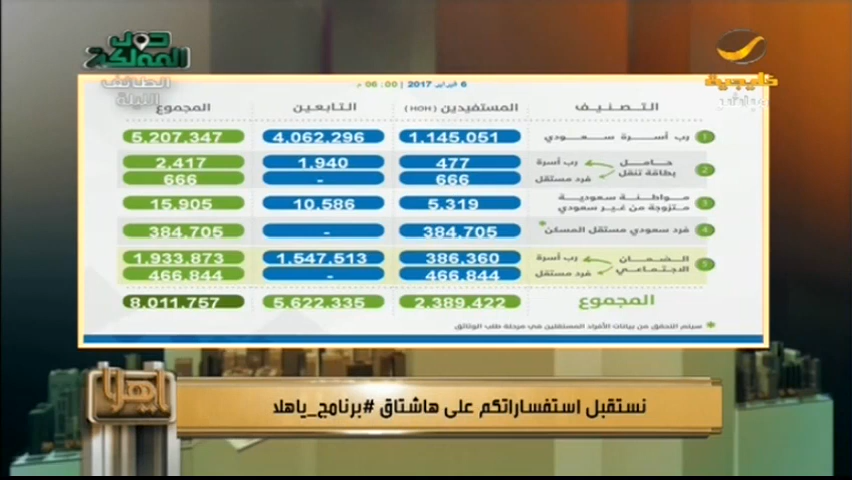 حول
المملكة
الطائف
الليلة
خليجية
مباشر
6 فبراير 2017 | 06:00 م
التصنيف المستفيدين (HOH) التابعين المجموع
1 رب أسرة سعودي 1,145,051 4,062,296 5,207,347
2 حامل بطاقة تنقل رب أسرة 477 1,940 2,417
فرد مستقل 666 - 666
3 مواطنة سعودية متزوجة من غير سعودي 5,319 10,586 15,905
4 فرد سعودي مستقل المسكن * 384,705 - 384,705
5 الضمان الاجتماعي رب أسرة 386,360 1,547,513 1,933,873
فرد مستقل 466,844 - 466,844
المجموع 2,389,422 5,622,335 8,011,757
* سيتم التحقق من بيانات الأفراد المستقلين في مرحلة طلب الوثائق
ياهلا
نستقبل استفساراتكم على هاشتاق #برنامج_ياهلا